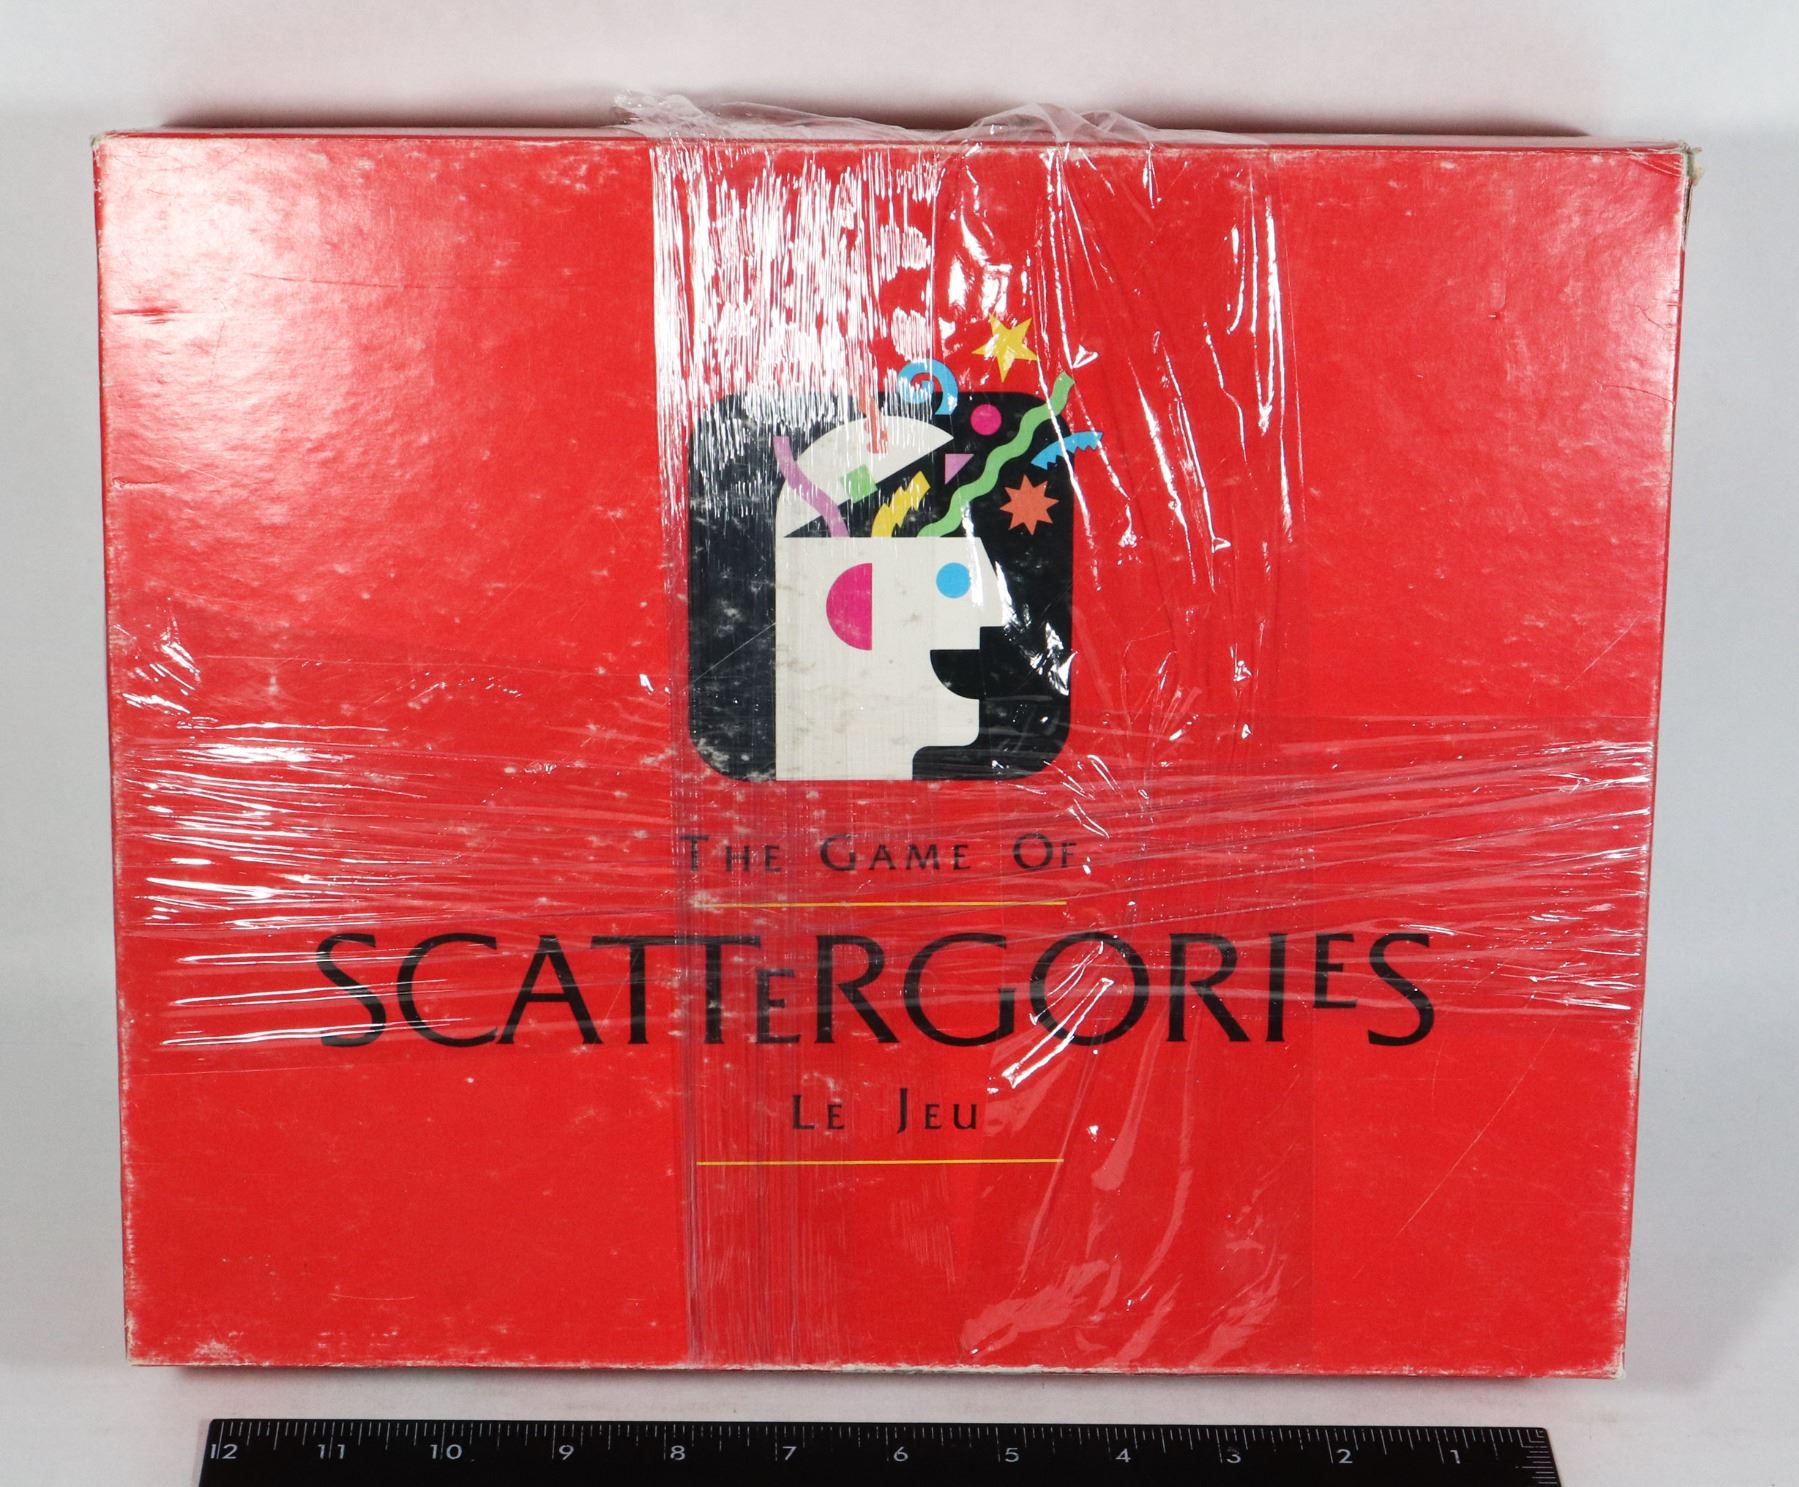 The Game Of
SCATTeRGORIES
Le Jeu
12 11 10 9 8 7 6 5 4 3 2 1